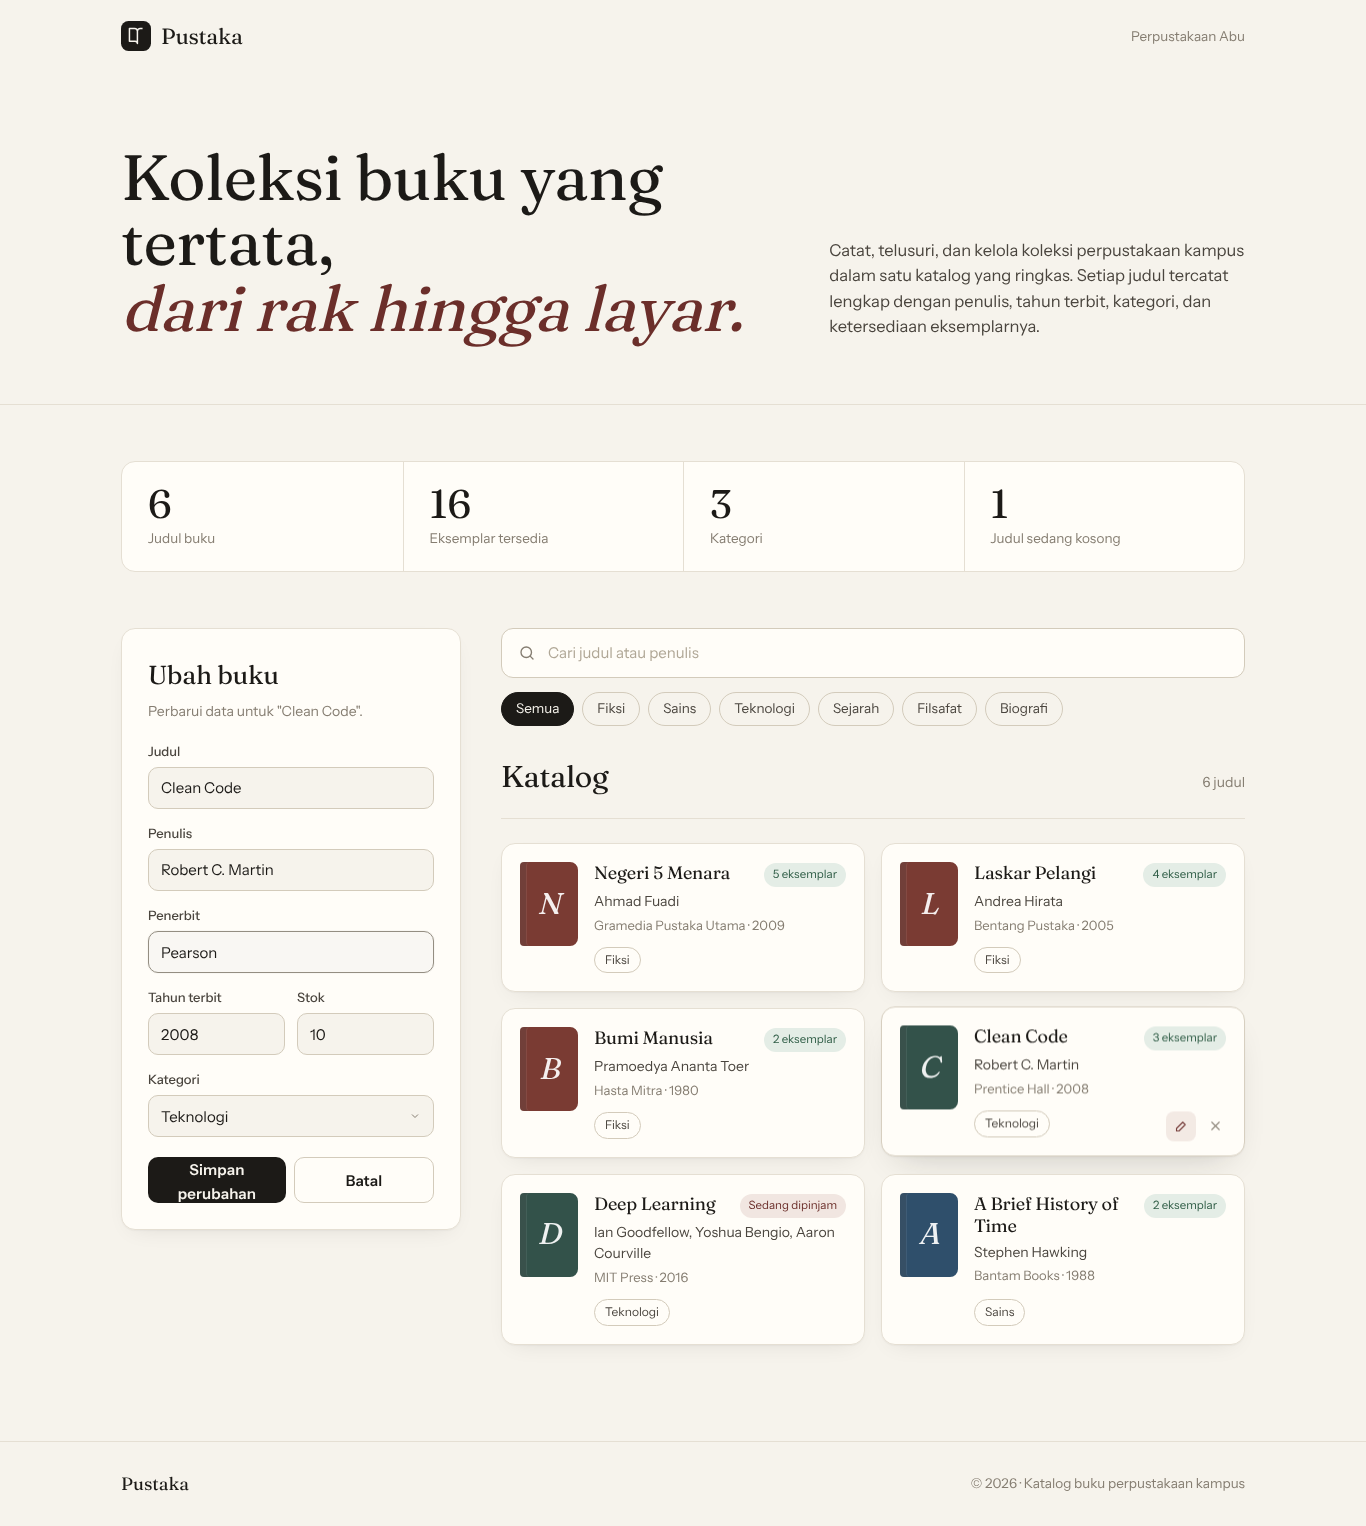 Pustaka
Perpustakaan Abu
Koleksi buku yang
tertata,
dari rak hingga layar.
Catat, telusuri, dan kelola koleksi perpustakaan kampus
dalam satu katalog yang ringkas. Setiap judul tercatat
lengkap dengan penulis, tahun terbit, kategori, dan
ketersediaan eksemplarnya.
6
Judul buku
16
Eksemplar tersedia
3
Kategori
1
Judul sedang kosong
Ubah buku
Perbarui data untuk "Clean Code".
Judul
Clean Code
Penulis
Robert C. Martin
Penerbit
Pearson
Tahun terbit
2008
Stok
10
Kategori
Teknologi
Simpan
perubahan
Batal
Cari judul atau penulis
Semua
Fiksi
Sains
Teknologi
Sejarah
Filsafat
Biografi
Katalog
6 judul
N
Negeri 5 Menara
5 eksemplar
Ahmad Fuadi
Gramedia Pustaka Utama · 2009
Fiksi
L
Laskar Pelangi
4 eksemplar
Andrea Hirata
Bentang Pustaka · 2005
Fiksi
B
Bumi Manusia
2 eksemplar
Pramoedya Ananta Toer
Hasta Mitra · 1980
Fiksi
C
Clean Code
3 eksemplar
Robert C. Martin
Prentice Hall · 2008
Teknologi
D
Deep Learning
Sedang dipinjam
Ian Goodfellow, Yoshua Bengio, Aaron
Courville
MIT Press · 2016
Teknologi
A
A Brief History of
Time
2 eksemplar
Stephen Hawking
Bantam Books · 1988
Sains
Pustaka
© 2026 · Katalog buku perpustakaan kampus